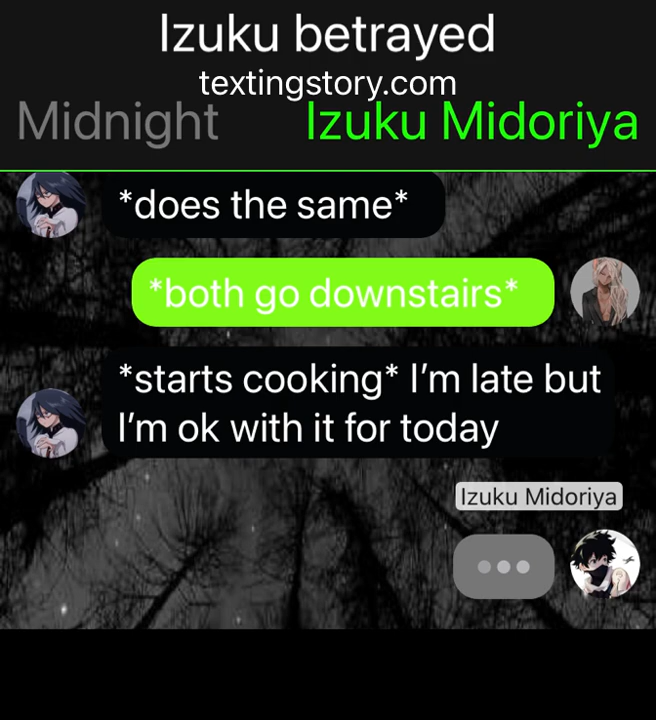 Izuku betrayed
textingstory.com
Midnight Izuku Midoriya
*does the same*
*both go downstairs*
*starts cooking* I'm late but
I'm ok with it for today
Izuku Midoriya